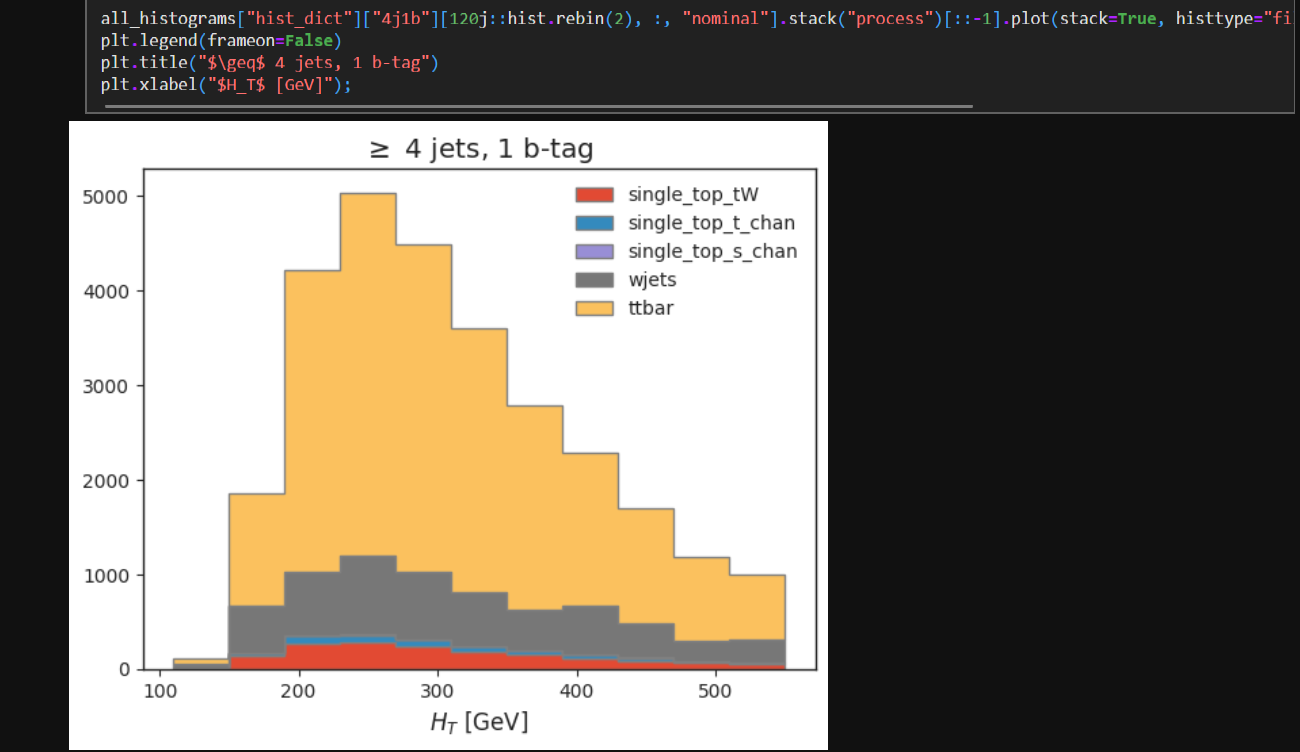 all_histograms["hist_dict"]["4j1b"][120j::hist.rebin(2), :, "nominal"].stack("process")[::-1].plot(stack=True, histtype="fi
plt.legend(frameon=False)
plt.title("$\geq$ 4 jets, 1 b-tag")
plt.xlabel("$H_T$ [GeV]");
≥ 4 jets, 1 b-tag
5000
4000
3000
2000
1000
0
single_top_tW
single_top_t_chan
single_top_s_chan
wjets
ttbar
100 200 300 400 500
H_T [GeV]